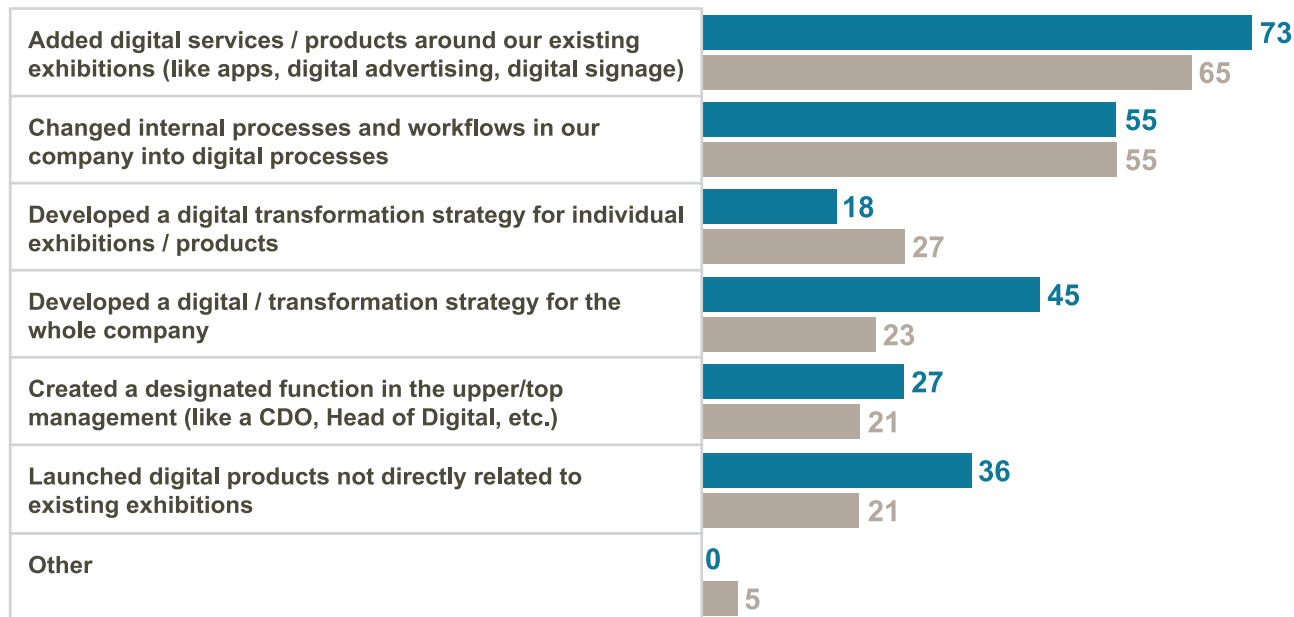 Added digital services / products around our existing
exhibitions (like apps, digital advertising, digital signage)
73
65
Changed internal processes and workflows in our
company into digital processes
55
55
Developed a digital transformation strategy for individual
exhibitions / products
18
27
Developed a digital / transformation strategy for the
whole company
45
23
Created a designated function in the upper/top
management (like a CDO, Head of Digital, etc.)
27
21
Launched digital products not directly related to
existing exhibitions
36
21
Other
0
5